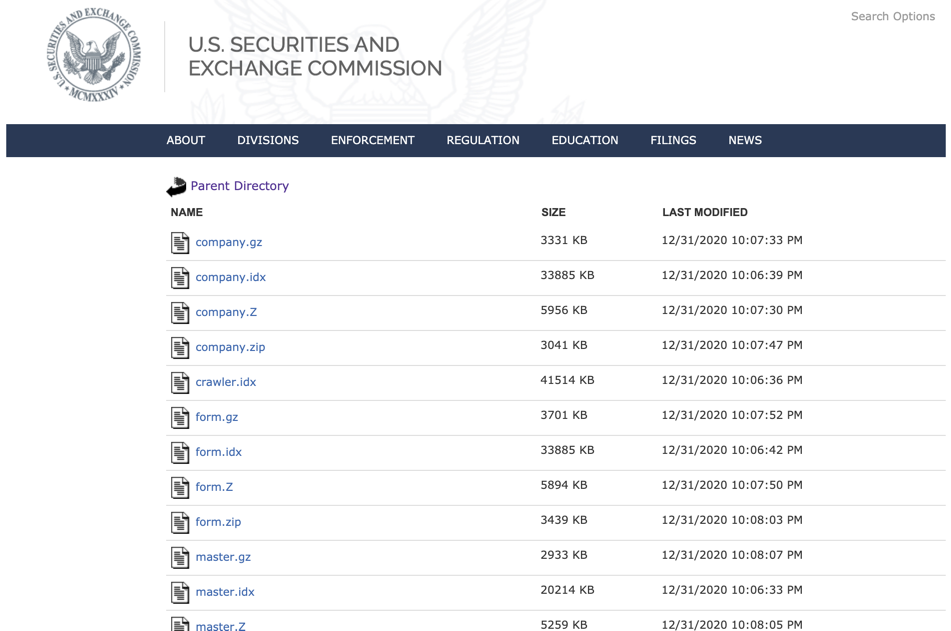 Search Options
U.S. SECURITIES AND EXCHANGE COMMISSION
MCMXXXIV
U.S. SECURITIES AND
EXCHANGE COMMISSION
ABOUT DIVISIONS ENFORCEMENT REGULATION EDUCATION FILINGS NEWS
Parent Directory
NAME SIZE LAST MODIFIED
company.gz 3331 KB 12/31/2020 10:07:33 PM
company.idx 33885 KB 12/31/2020 10:06:39 PM
company.Z 5956 KB 12/31/2020 10:07:30 PM
company.zip 3041 KB 12/31/2020 10:07:47 PM
crawler.idx 41514 KB 12/31/2020 10:06:36 PM
form.gz 3701 KB 12/31/2020 10:07:52 PM
form.idx 33885 KB 12/31/2020 10:06:42 PM
form.Z 5894 KB 12/31/2020 10:07:50 PM
form.zip 3439 KB 12/31/2020 10:08:03 PM
master.gz 2933 KB 12/31/2020 10:08:07 PM
master.idx 20214 KB 12/31/2020 10:06:33 PM
master.Z 5259 KB 12/31/2020 10:08:05 PM